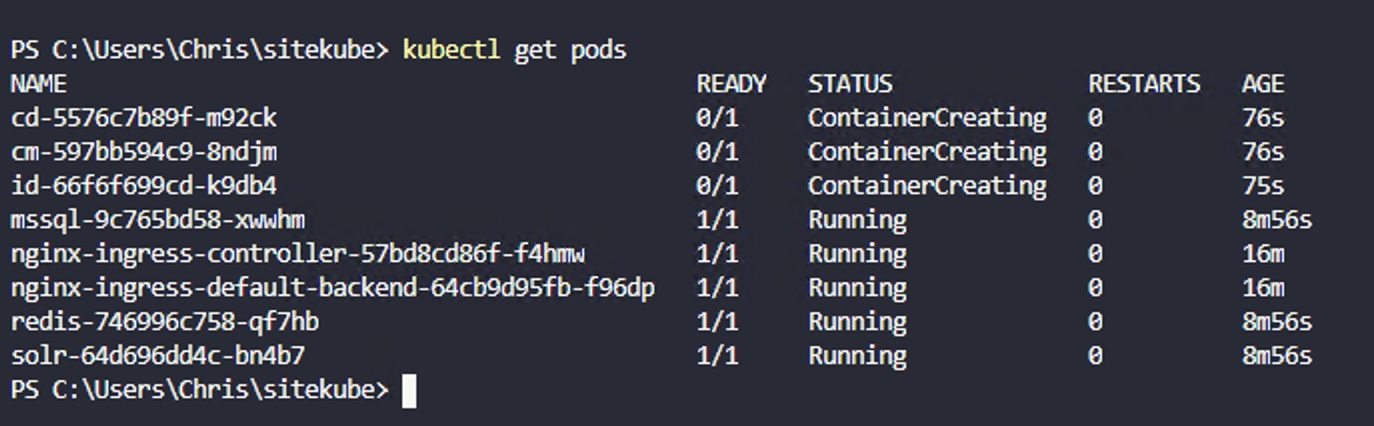 PS C:\Users\Chris\sitekube> kubectl get pods
NAME READY STATUS RESTARTS AGE
cd-5576c7b89f-m92ck 0/1 ContainerCreating 0 76s
cm-597bb594c9-8ndjm 0/1 ContainerCreating 0 76s
id-66f6f699cd-k9db4 0/1 ContainerCreating 0 75s
mssql-9c765bd58-xwwhm 1/1 Running 0 8m56s
nginx-ingress-controller-57bd8cd86f-f4hmw 1/1 Running 0 16m
nginx-ingress-default-backend-64cb9d95fb-f96dp 1/1 Running 0 16m
redis-746996c758-qf7hb 1/1 Running 0 8m56s
solr-64d696dd4c-bn4b7 1/1 Running 0 8m56s
PS C:\Users\Chris\sitekube>